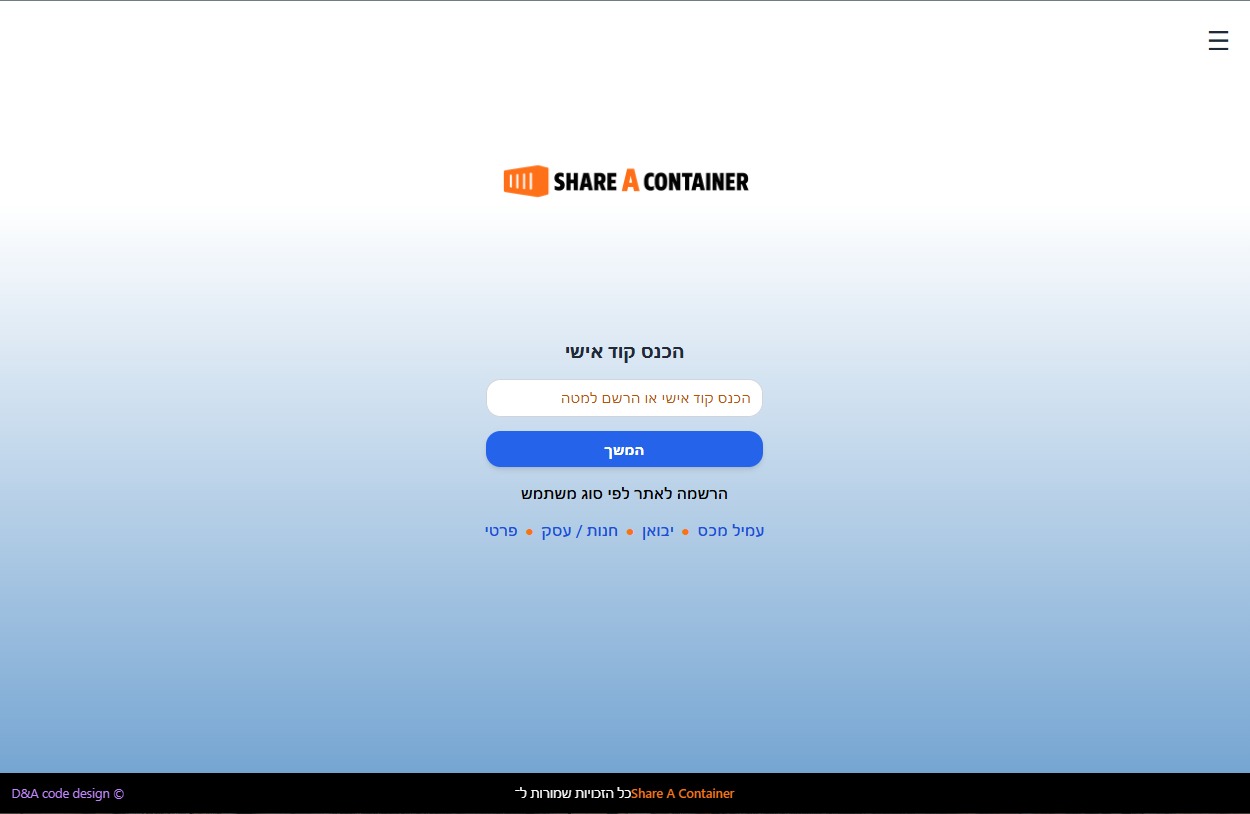 ☰
SHARE A CONTAINER
הכנס קוד אישי
הכנס קוד אישי או הרשם למטה
המשך
הרשמה לאתר לפי סוג משתמש
עמיל מכס • יבואן • חנות / עסק • פרטי
כל הזכויות שמורות ל־Share A Container
D&A code design ©